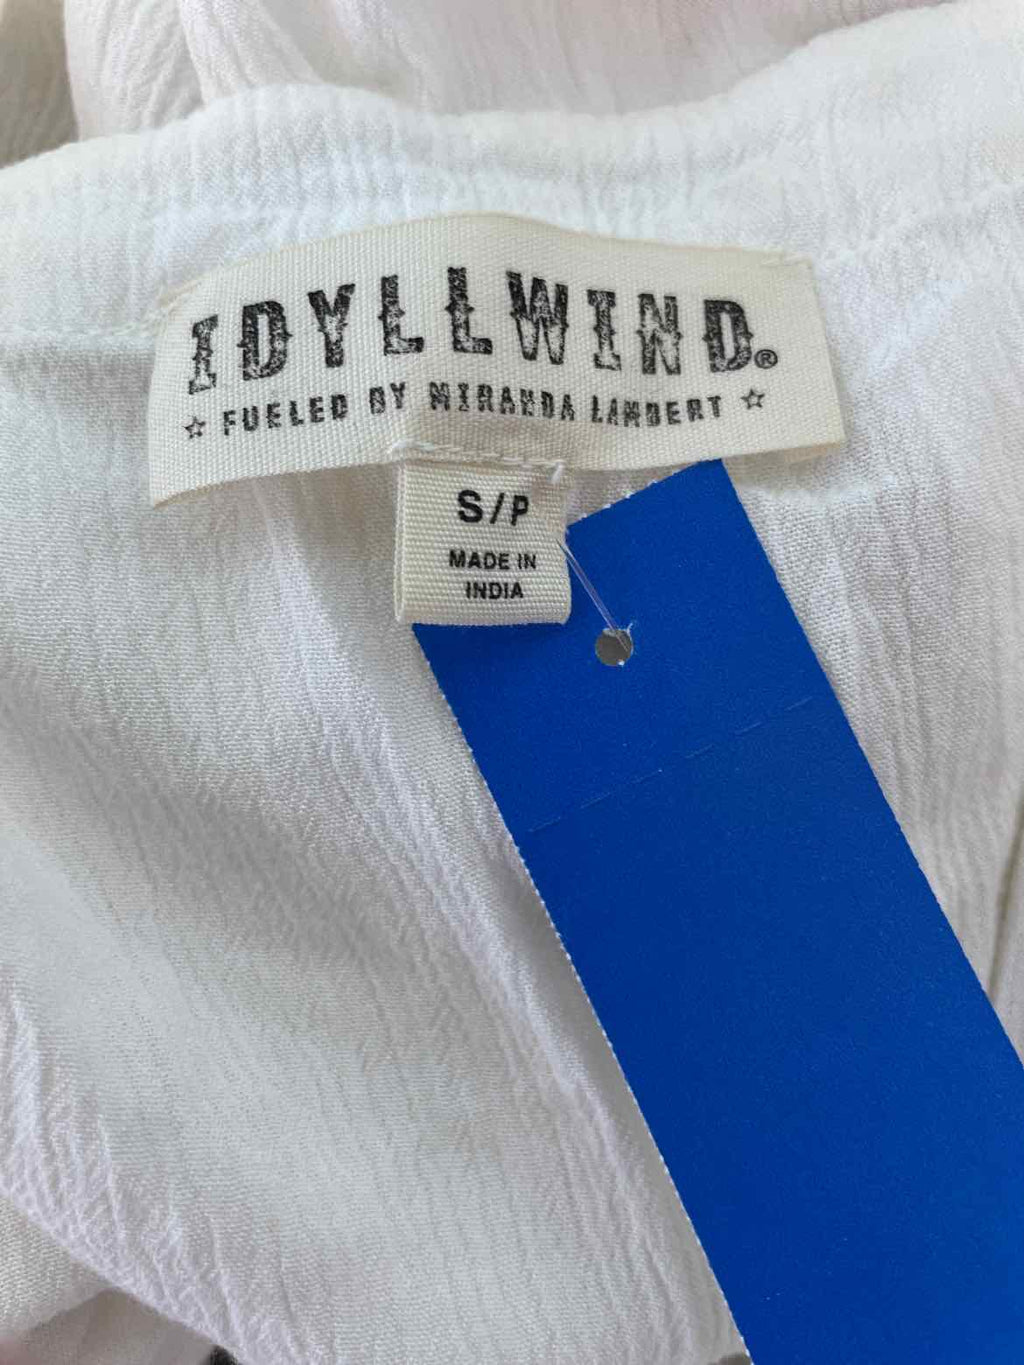 IDYLLWIND®
☆ FUELED BY MIRANDA LAMBERT ☆
S/P
MADE IN
INDIA